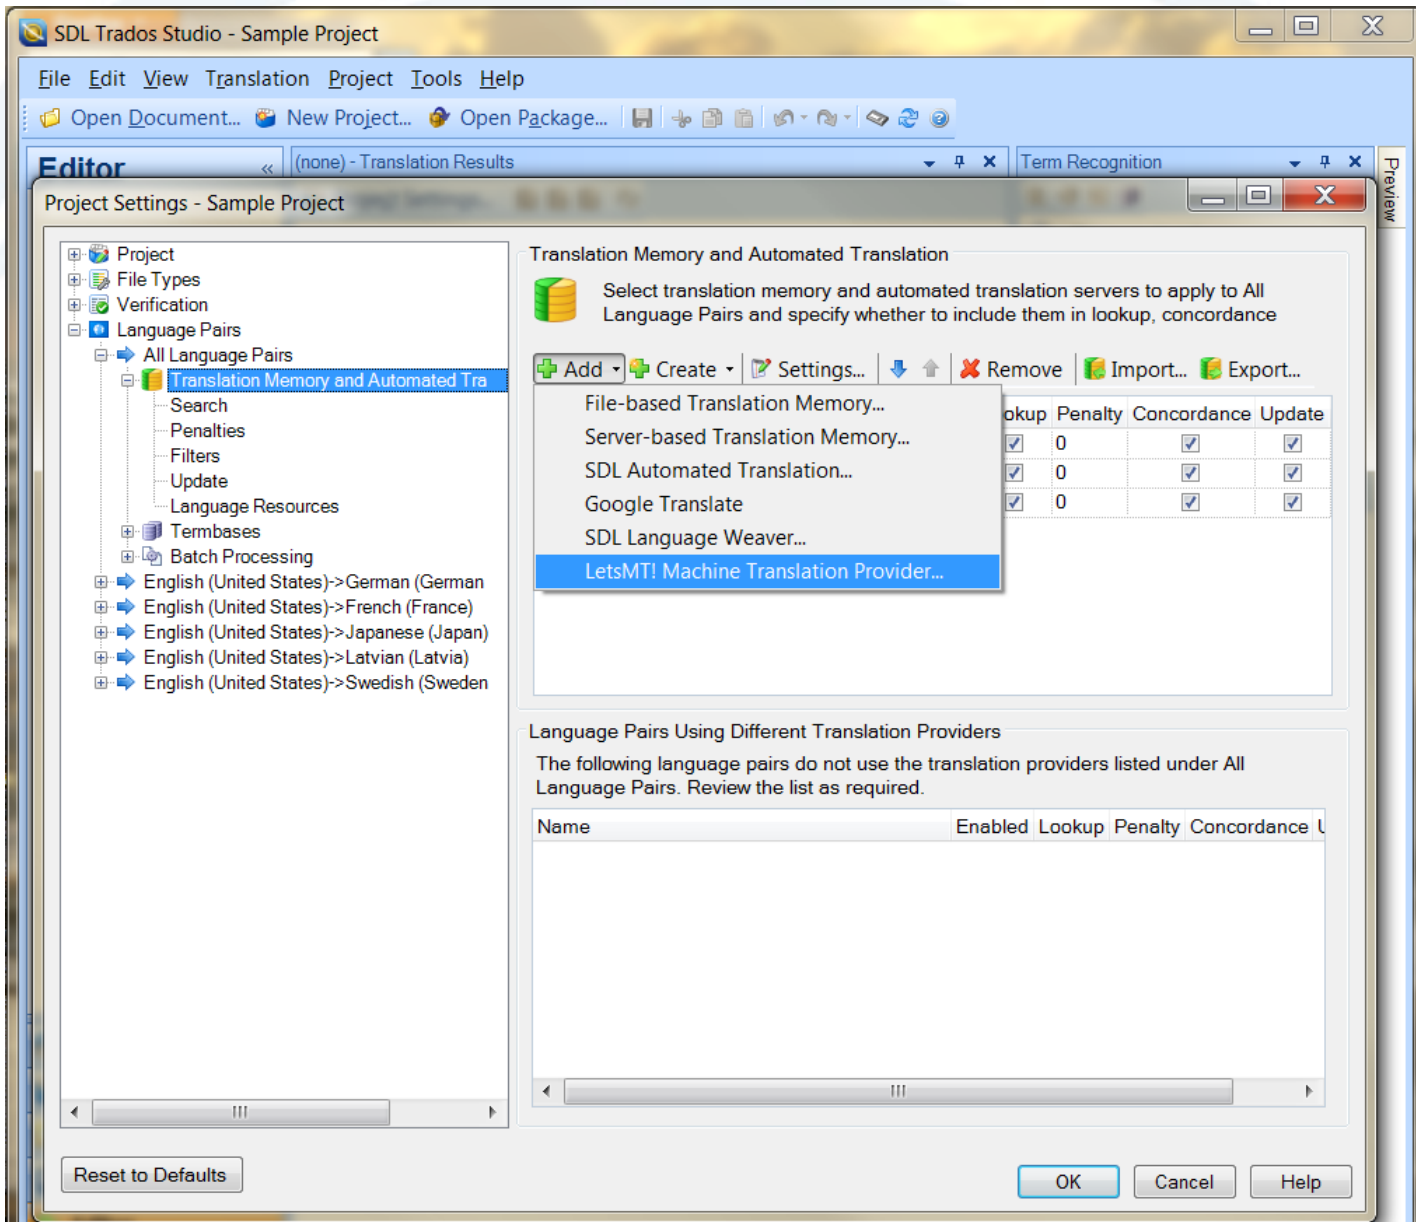 SDL Trados Studio - Sample Project
File Edit View Translation Project Tools Help
Open Document... New Project... Open Package...
Editor « (none) - Translation Results Term Recognition
Preview
Project Settings - Sample Project
Project
File Types
Verification
Language Pairs
All Language Pairs
Translation Memory and Automated Tra
Search
Penalties
Filters
Update
Language Resources
Termbases
Batch Processing
English (United States)->German (German
English (United States)->French (France)
English (United States)->Japanese (Japan)
English (United States)->Latvian (Latvia)
English (United States)->Swedish (Sweden
Translation Memory and Automated Translation
Select translation memory and automated translation servers to apply to All
Language Pairs and specify whether to include them in lookup, concordance
Add Create Settings... Remove Import... Export...
File-based Translation Memory...
Server-based Translation Memory...
SDL Automated Translation...
Google Translate
SDL Language Weaver...
LetsMT! Machine Translation Provider...
ookup Penalty Concordance Update
0
0
0
Language Pairs Using Different Translation Providers
The following language pairs do not use the translation providers listed under All
Language Pairs. Review the list as required.
Name Enabled Lookup Penalty Concordance
Reset to Defaults
OK Cancel Help